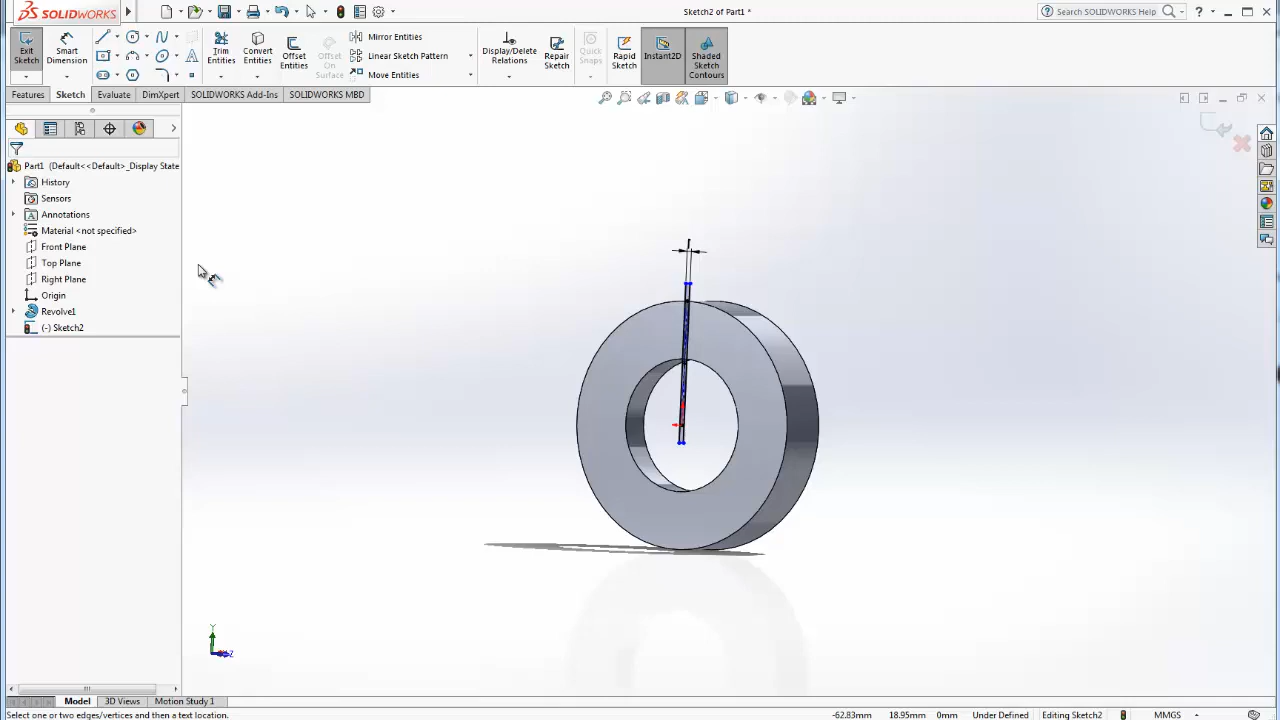 SOLIDWORKS
Sketch2 of Part1 *
Search SOLIDWORKS Help
Exit Sketch
Smart Dimension
Trim Entities
Convert Entities
Offset Entities
Offset On Surface
Mirror Entities
Linear Sketch Pattern
Move Entities
Display/Delete Relations
Repair Sketch
Quick Snaps
Rapid Sketch
Instant2D
Shaded Sketch Contours
Features
Sketch
Evaluate
DimXpert
SOLIDWORKS Add-Ins
SOLIDWORKS MBD
Part1 (Default<<Default>_Display State
History
Sensors
Annotations
Material <not specified>
Front Plane
Top Plane
Right Plane
Origin
Revolve1
(-) Sketch2
Y
Z
Model
3D Views
Motion Study 1
Select one or two edges/vertices and then a text location.
-62.83mm
18.95mm
0mm
Under Defined
Editing Sketch2
MMGS